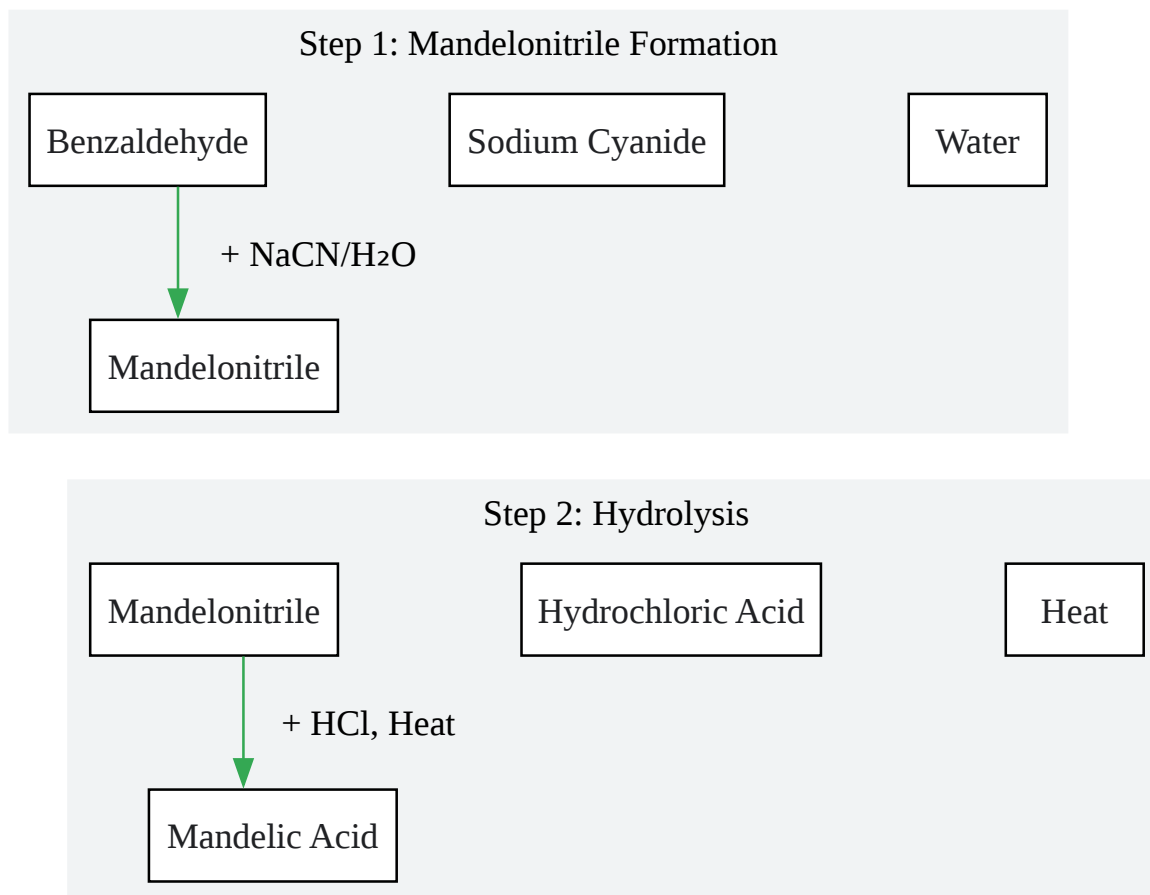 Step 1: Mandelonitrile Formation
Benzaldehyde
Sodium Cyanide
Water
+ NaCN/H₂O
Mandelonitrile
Step 2: Hydrolysis
Mandelonitrile
Hydrochloric Acid
Heat
+ HCl, Heat
Mandelic Acid